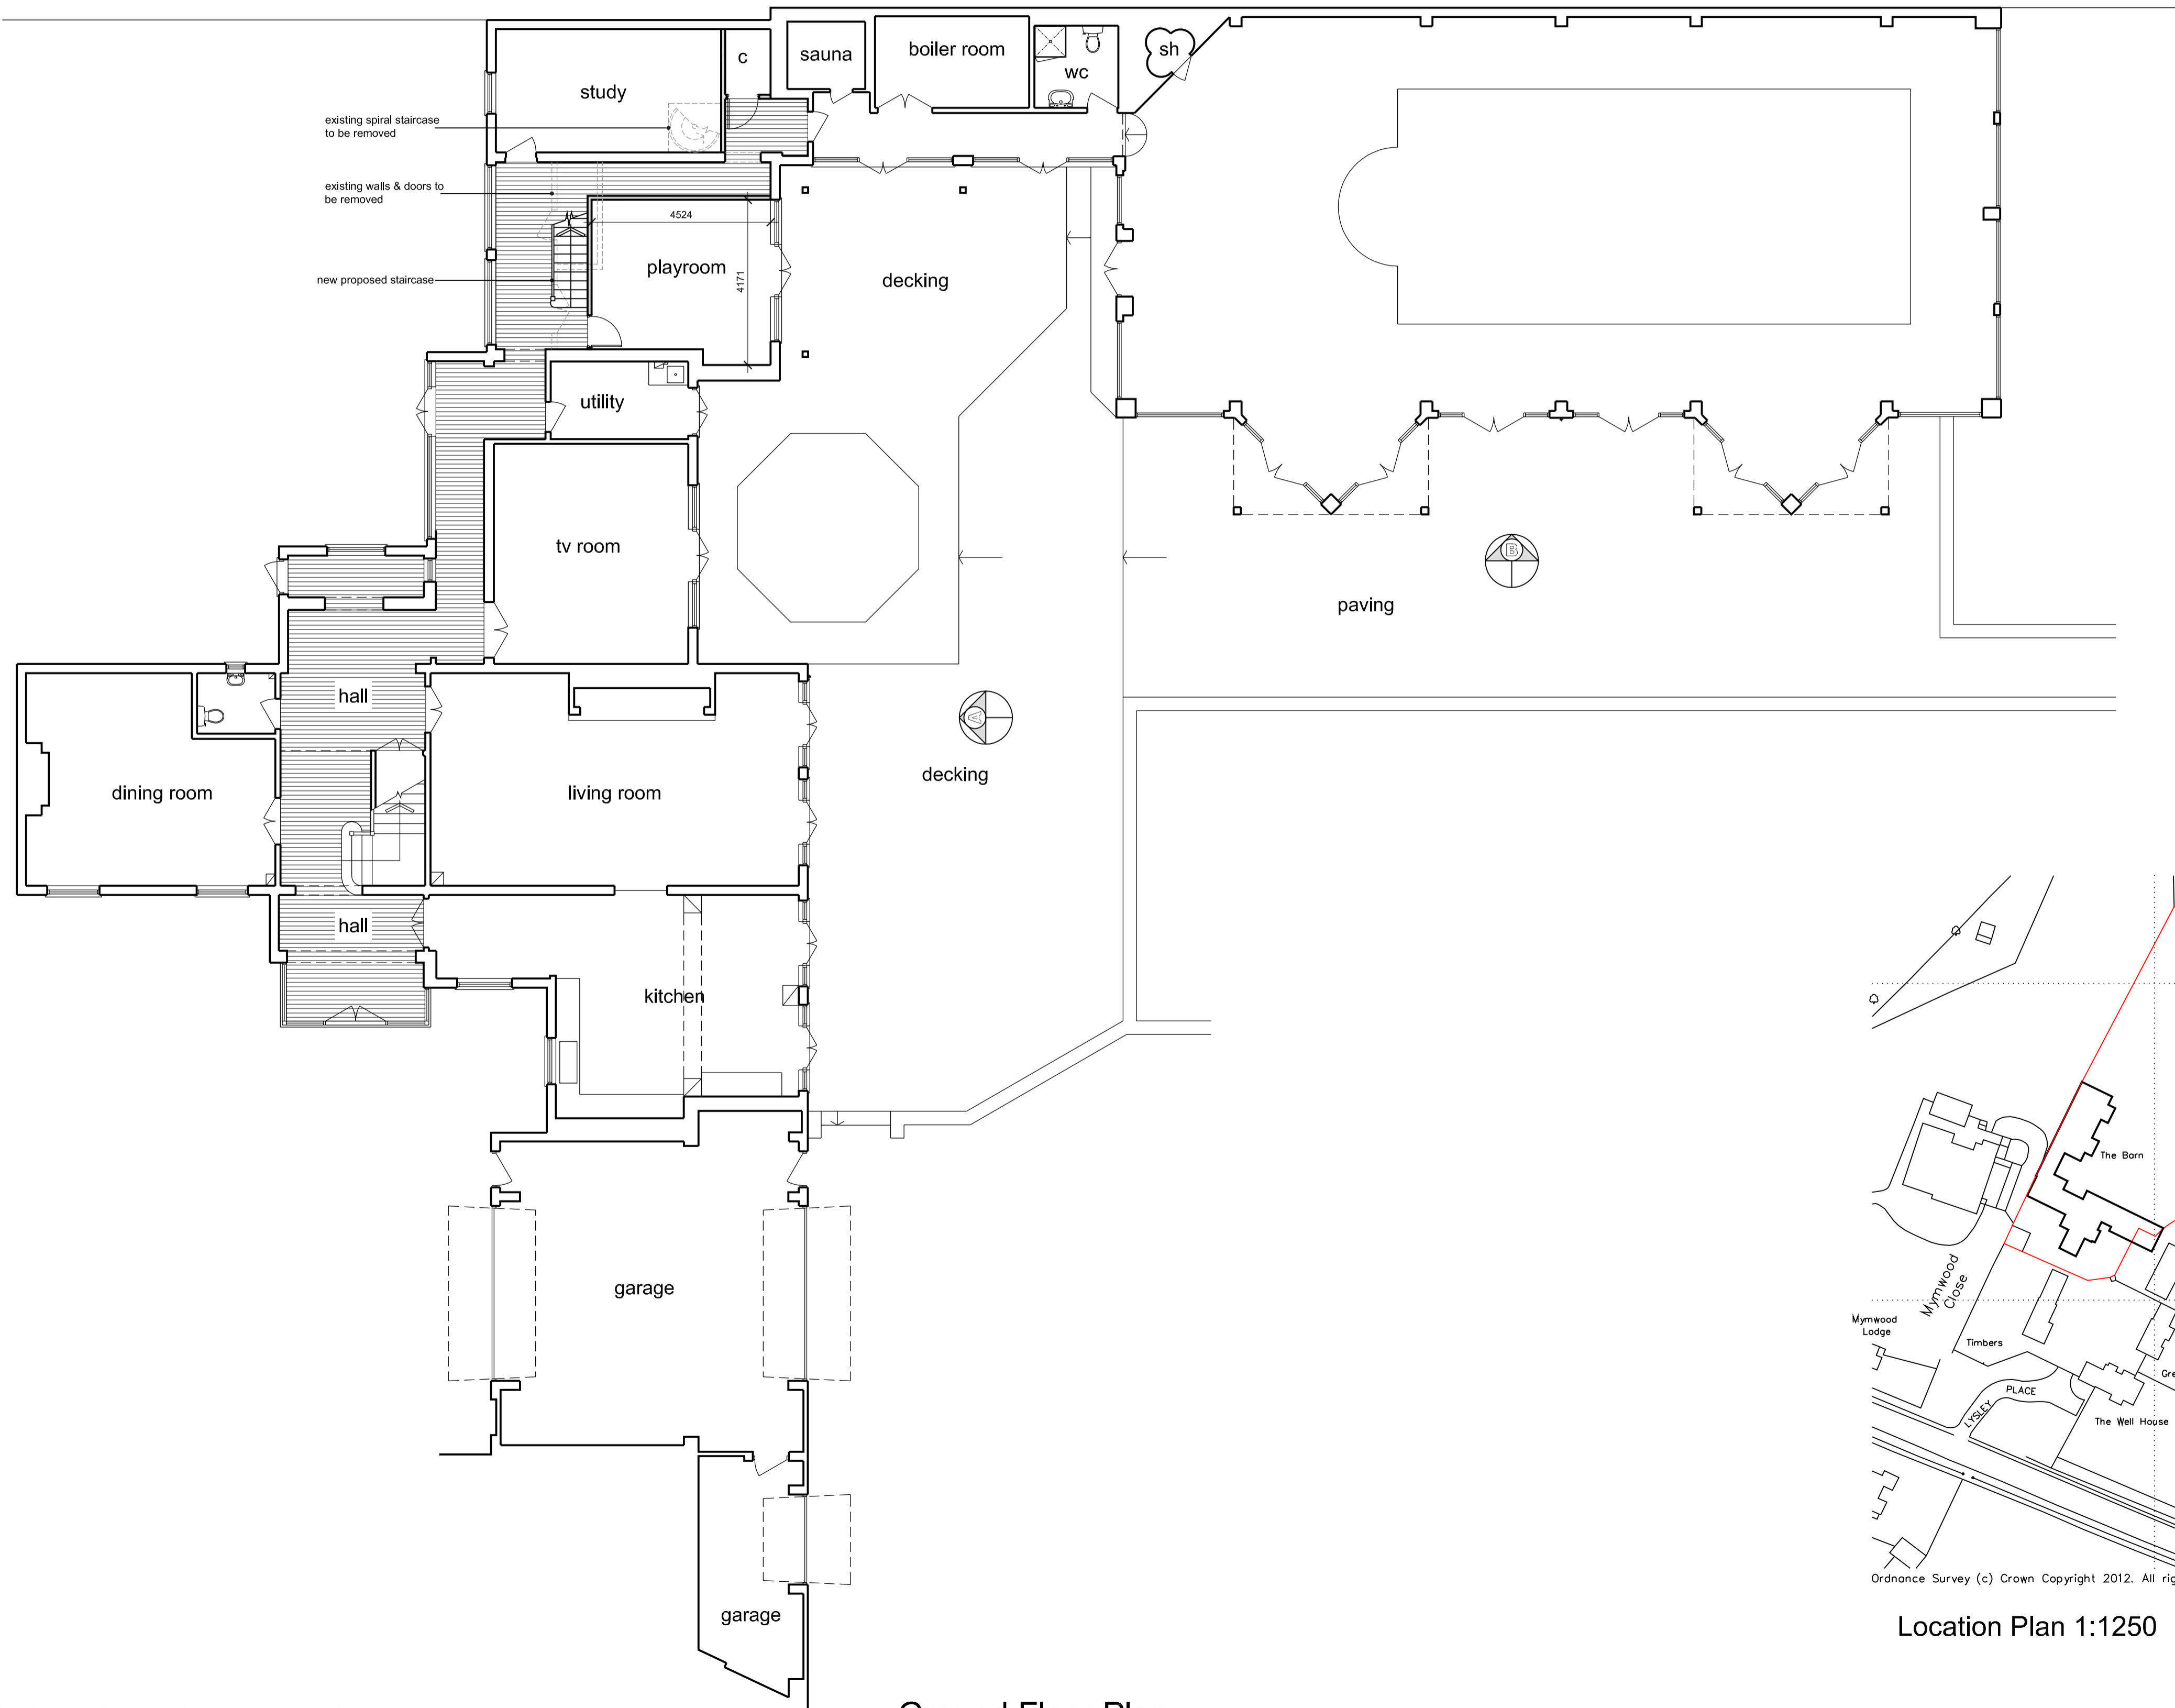 study
c
sauna
boiler room
wc
sh
existing spiral staircase
to be removed
existing walls & doors to
be removed
4524
4171
playroom
new proposed staircase
decking
utility
tv room
B
paving
hall
A
dining room
living room
decking
hall
kitchen
garage
garage
The Barn
Mymwood
Close
Mymwood
Lodge
Timbers
LYSLEY
PLACE
The Well House
Ordnance Survey (c) Crown Copyright 2012. All
Location Plan 1:1250
Ground Floor Plan